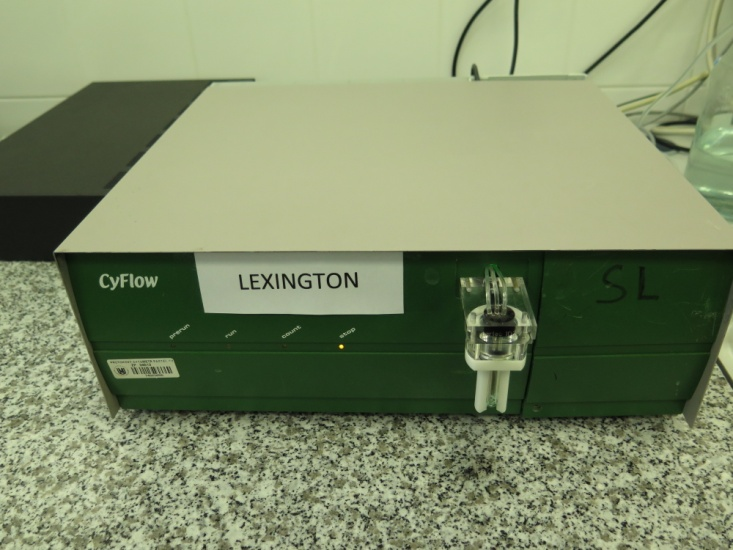 CyFlow
LEXINGTON
SL
prerun
run
count
stop